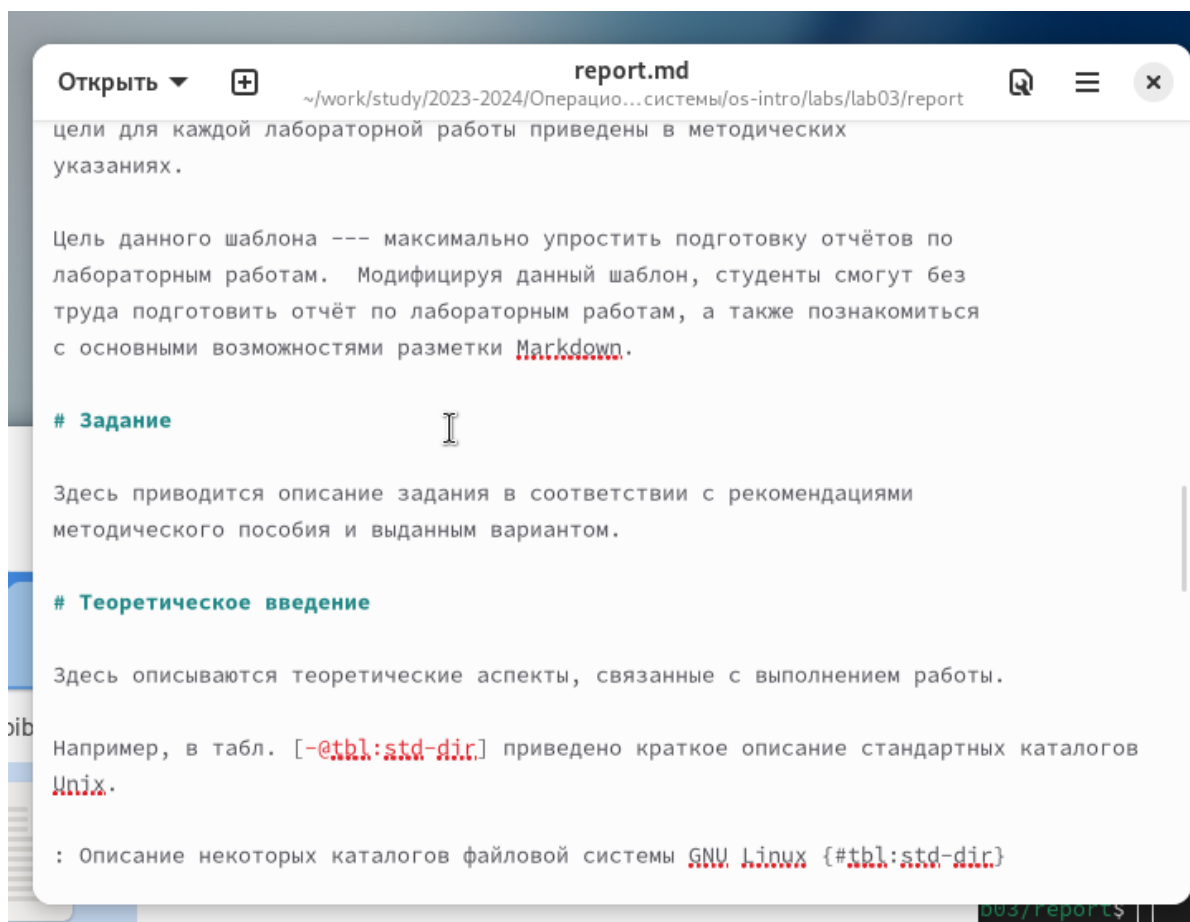 Открыть
report.md
~/work/study/2023-2024/Операцио…системы/os-intro/labs/lab03/report
цели для каждой лабораторной работы приведены в методических
указаниях.
Цель данного шаблона --- максимально упростить подготовку отчётов по
лабораторным работам.  Модифицируя данный шаблон, студенты смогут без
труда подготовить отчёт по лабораторным работам, а также познакомиться
с основными возможностями разметки Markdown.
# Задание
Здесь приводится описание задания в соответствии с рекомендациями
методического пособия и выданным вариантом.
# Теоретическое введение
Здесь описываются теоретические аспекты, связанные с выполнением работы.
Например, в табл. [-@tbl:std-dir] приведено краткое описание стандартных каталогов
Unix.
: Описание некоторых каталогов файловой системы GNU Linux {#tbl:std-dir}
b03/report$